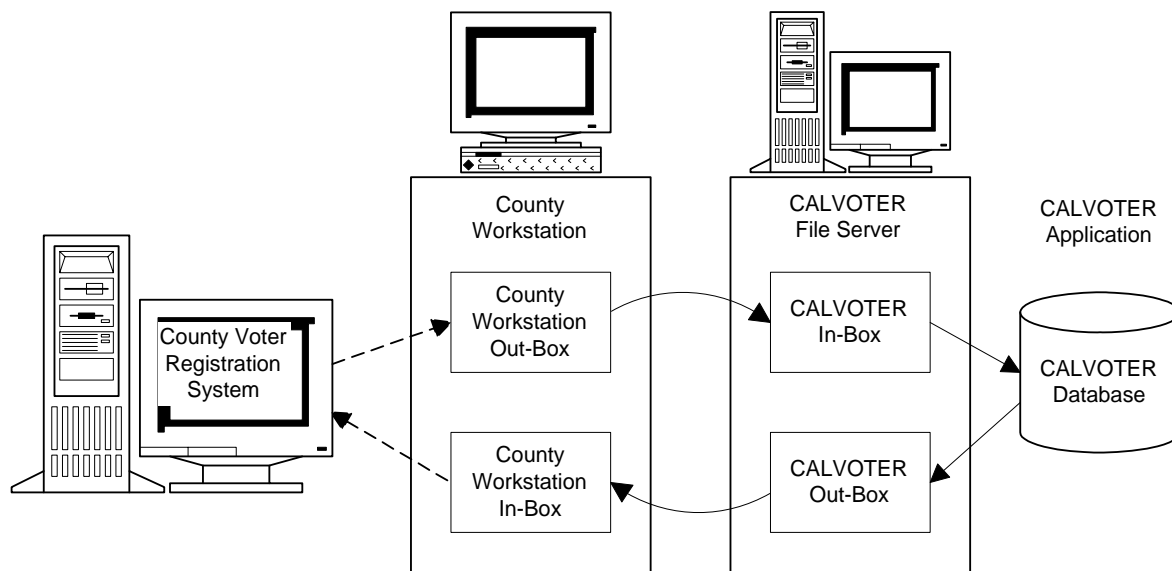 County
Workstation
CALVOTER
File Server
CALVOTER
Application
County Voter
Registration
System
County
Workstation
Out-Box
CALVOTER
In-Box
CALVOTER
Database
County
Workstation
In-Box
CALVOTER
Out-Box